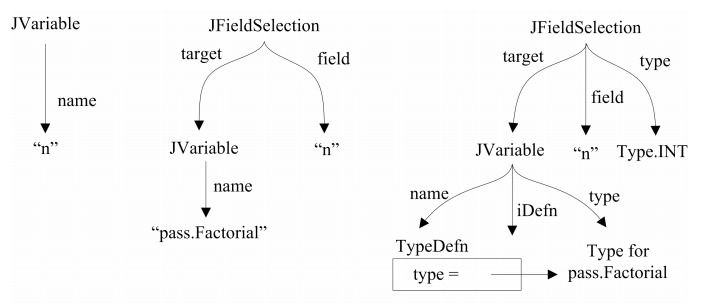 JVariable
name
“n”
JFieldSelection
target
field
JVariable
“n”
name
“pass.Factorial”
JFieldSelection
target
field
type
JVariable
“n”
Type.INT
name
iDefn
type
TypeDefn
type =
Type for
pass.Factorial